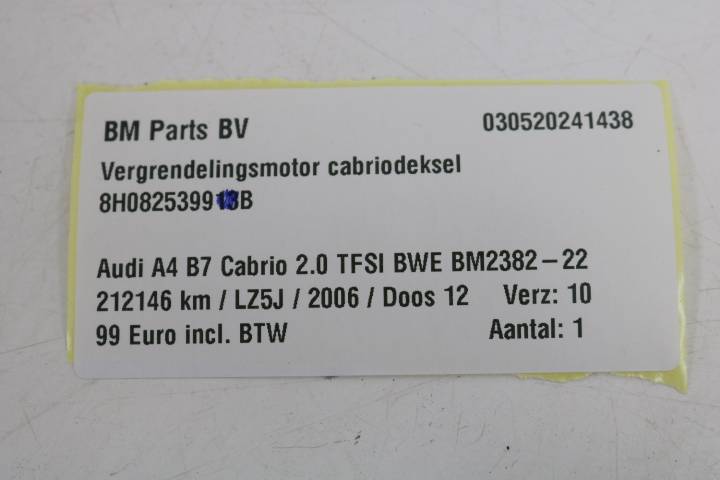 BM Parts BV 030520241438
Vergrendelingsmotor cabriodeksel
Audi A4 B7 Cabrio 2.0 TFSI BWE BM2382-22
212146 km / LZ5J / 2006 / Doos 12 Verz: 10
99 Euro incl. BTW Aantal: 1